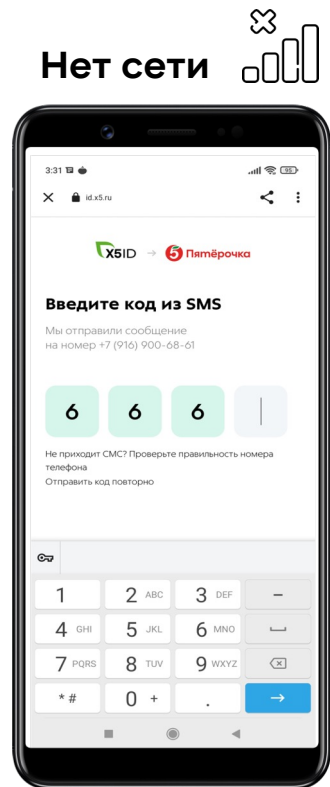 Нет сети
3:31
95
id.x5.ru
X5ID → 5 Пятёрочка
Введите код из SMS
Мы отправили сообщение
на номер +7 (916) 900-68-61
6 6 6
Не приходит СМС? Проверьте правильность номера
телефона
Отправить код повторно
1 2 ABC 3 DEF –
4 GHI 5 JKL 6 MNO
7 PQRS 8 TUV 9 WXYZ
* # 0 + .